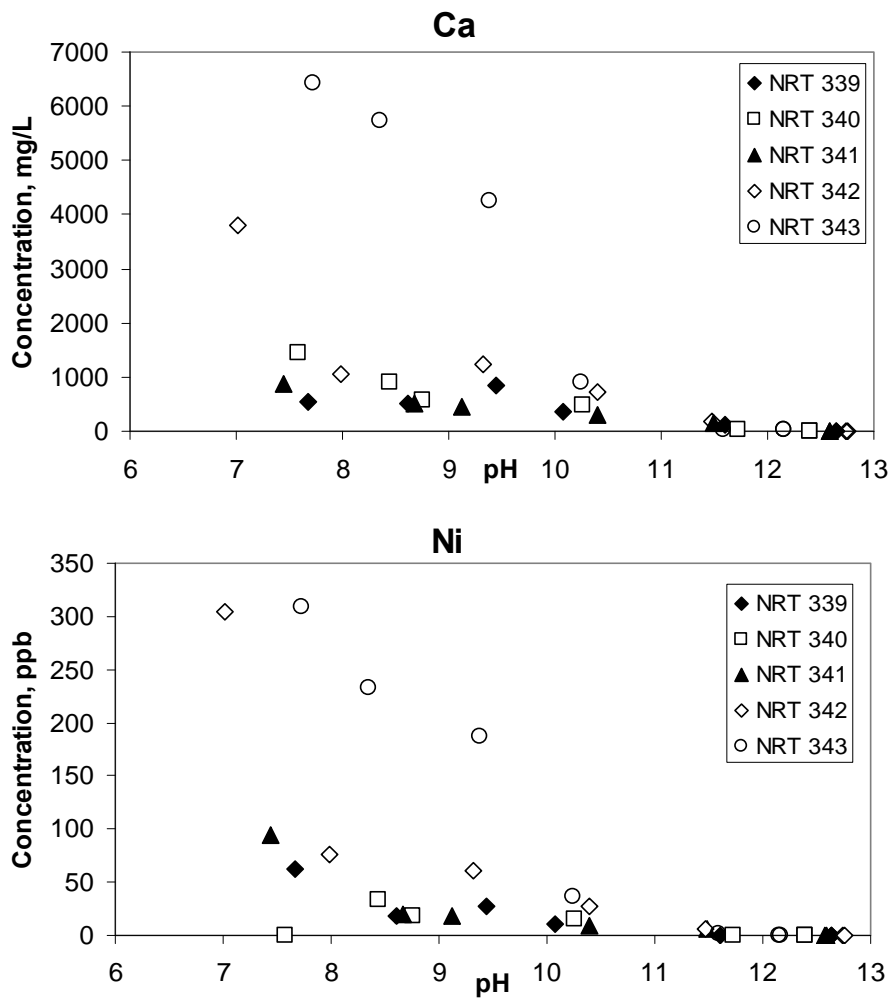 Ca
7000
6000
5000
4000
3000
2000
1000
0
Concentration, mg/L
6 7 8 9 10 11 12 13
pH
NRT 339
NRT 340
NRT 341
NRT 342
NRT 343
Ni
350
300
250
200
150
100
50
0
Concentration, ppb
6 7 8 9 10 11 12 13
pH
NRT 339
NRT 340
NRT 341
NRT 342
NRT 343